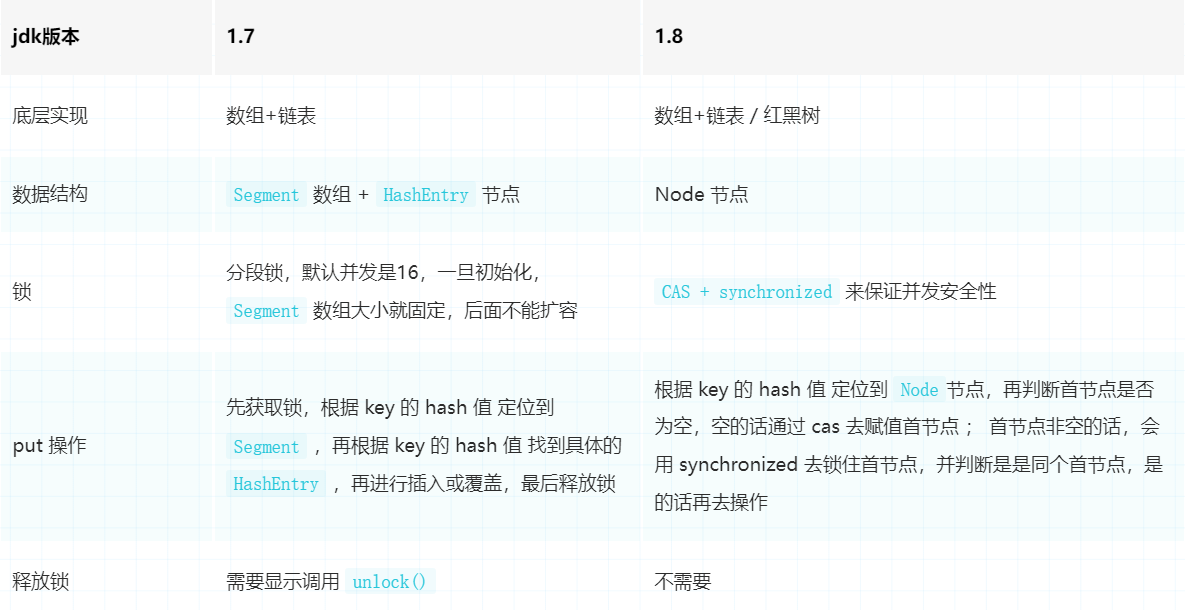 jdk版本 1.7 1.8
底层实现 数组+链表 数组+链表 / 红黑树
数据结构 Segment 数组 + HashEntry 节点 Node 节点
锁
分段锁，默认并发是16，一旦初始化，
Segment 数组大小就固定，后面不能扩容
CAS + synchronized 来保证并发安全性
put 操作
先获取锁，根据 key 的 hash 值 定位到
Segment ，再根据 key 的 hash 值 找到具体的
HashEntry ，再进行插入或覆盖，最后释放锁
根据 key 的 hash 值 定位到 Node 节点，再判断首节点是否
为空，空的话通过 cas 去赋值首节点； 首节点非空的话，会
用 synchronized 去锁住首节点，并判断是是同个首节点，是
的话再去操作
释放锁 需要显示调用 unlock() 不需要